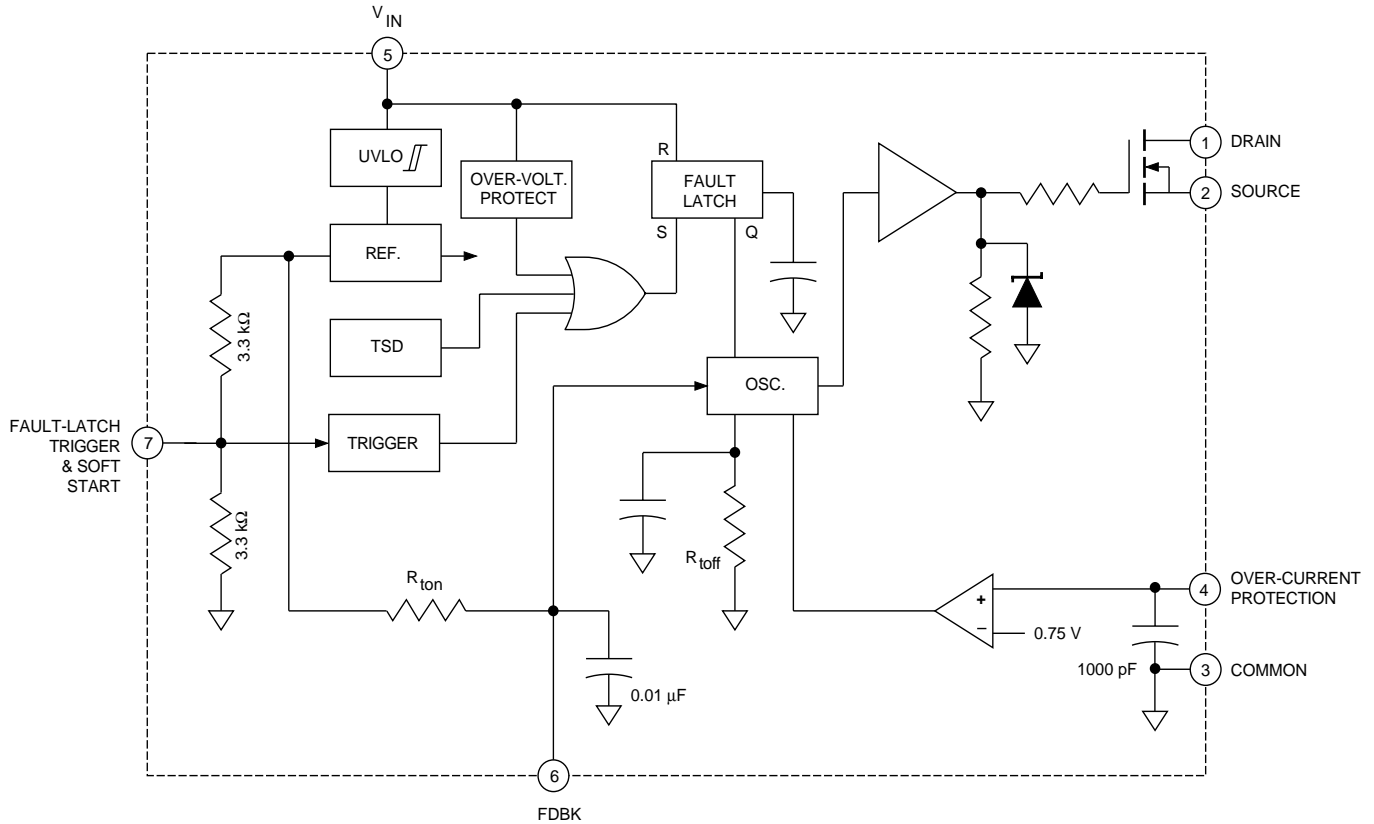 V IN
5
UVLO
OVER-VOLT.
PROTECT
R
FAULT
LATCH
S
Q
1
DRAIN
2
SOURCE
REF.
3.3 kΩ
TSD
OSC.
FAULT-LATCH
TRIGGER
& SOFT
START
7
TRIGGER
3.3 kΩ
R toff
R ton
+
–
0.75 V
4
OVER-CURRENT
PROTECTION
1000 pF
3
COMMON
0.01 µF
6
FDBK